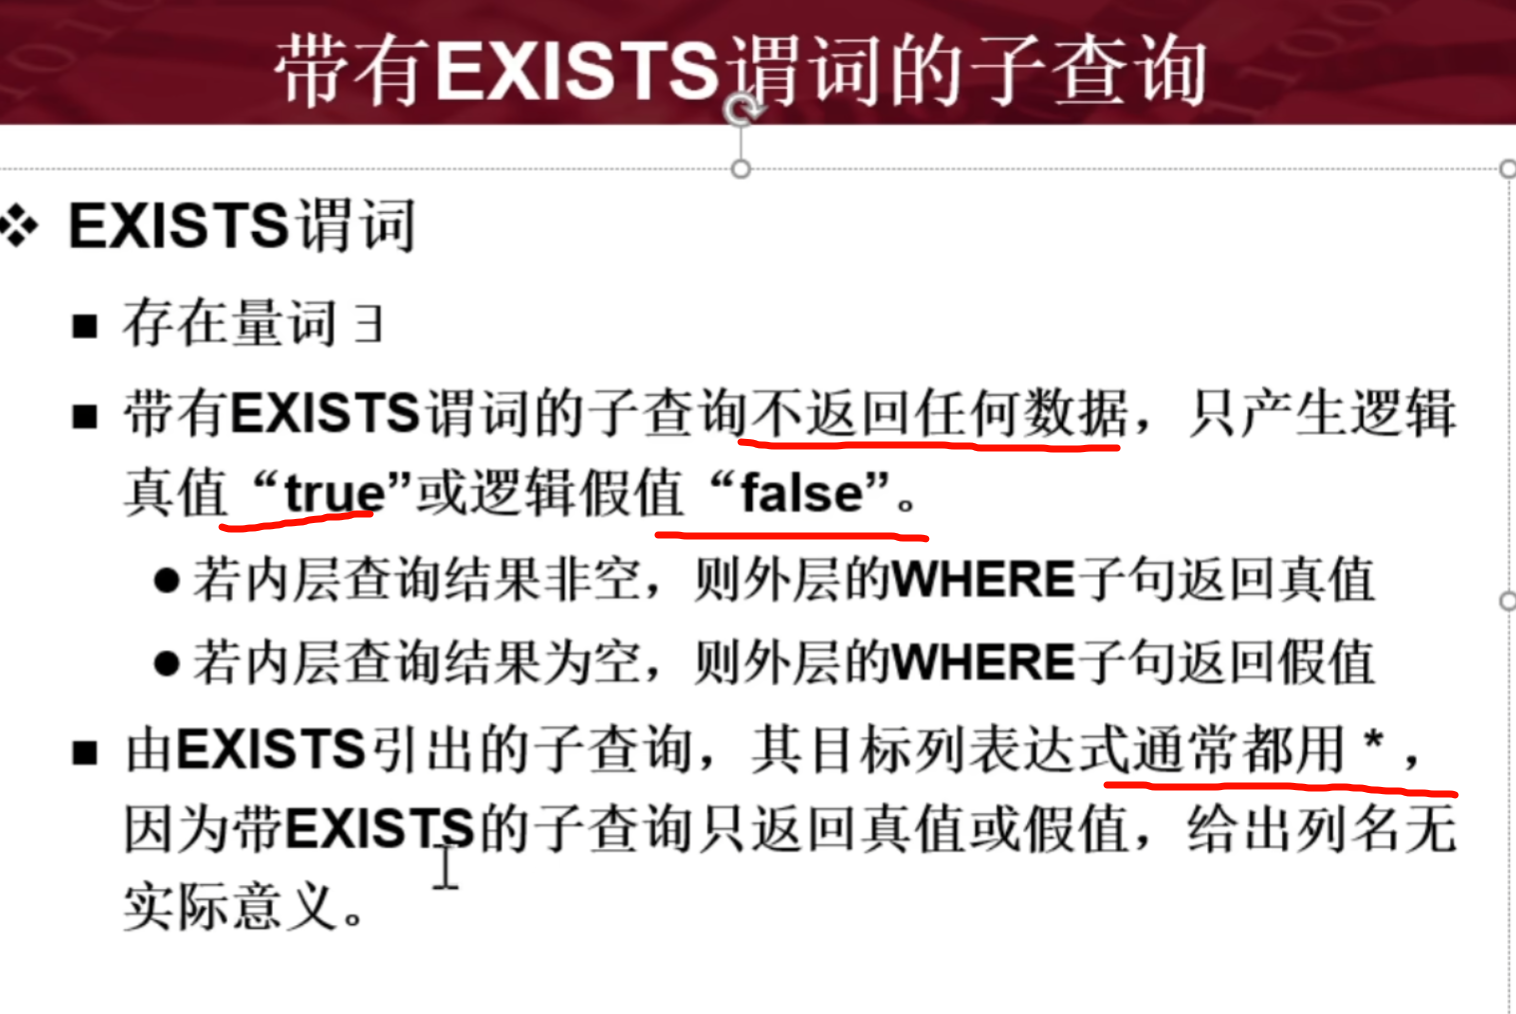 带有EXISTS谓词的子查询
❖ EXISTS谓词
■ 存在量词∃
■ 带有EXISTS谓词的子查询不返回任何数据，只产生逻辑
真值“true”或逻辑假值“false”。
● 若内层查询结果非空，则外层的WHERE子句返回真值
● 若内层查询结果为空，则外层的WHERE子句返回假值
■ 由EXISTS引出的子查询，其目标列表达式通常都用 * ，
因为带EXISTS的子查询只返回真值或假值，给出列名无
实际意义。